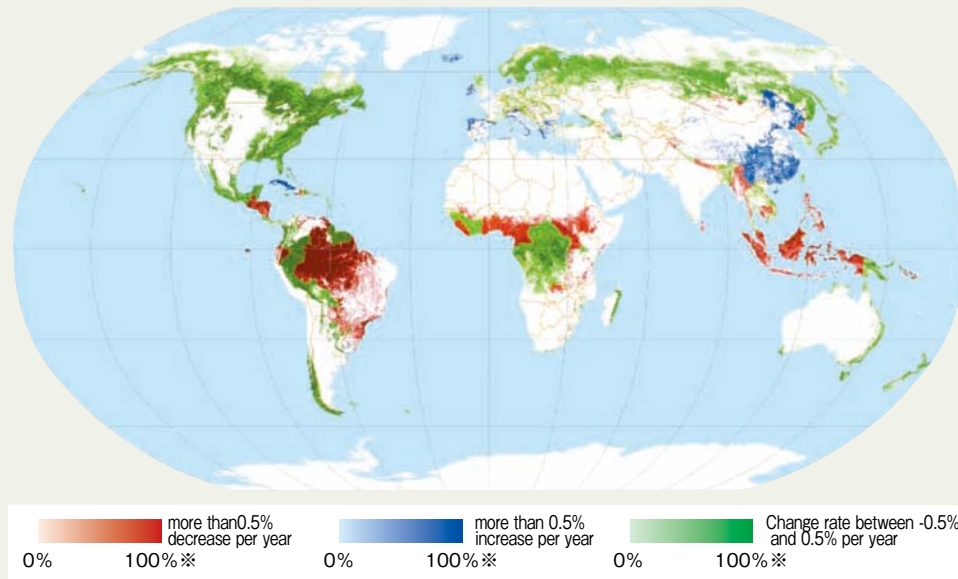 more than0.5%
decrease per year
0% 100%※
more than 0.5%
increase per year
0% 100%※
Change rate between -0.5%
and 0.5% per year
0% 100%※